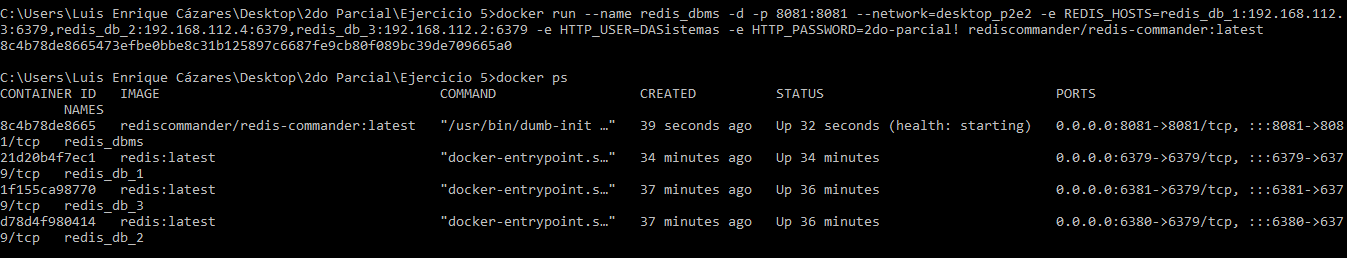 C:\Users\Luis Enrique Cázares\Desktop\2do Parcial\Ejercicio 5>docker run --name redis_dbms -d -p 8081:8081 --network=desktop_p2e2 -e REDIS_HOSTS=redis_db_1:192.168.112.
3:6379,redis_db_2:192.168.112.4:6379,redis_db_3:192.168.112.2:6379 -e HTTP_USER=DASistemas -e HTTP_PASSWORD=2do-parcial! rediscommander/redis-commander:latest
8c4b78de8665473efbe0bbe8c31b125897c6687fe9cb80f089bc39de709665a0
C:\Users\Luis Enrique Cázares\Desktop\2do Parcial\Ejercicio 5>docker ps
CONTAINER ID   IMAGE                                   COMMAND                  CREATED          STATUS                             PORTS
        NAMES
8c4b78de8665   rediscommander/redis-commander:latest   "/usr/bin/dumb-init …"   39 seconds ago   Up 32 seconds (health: starting)   0.0.0.0:8081->8081/tcp, :::8081->808
1/tcp   redis_dbms
21d20b4f7ec1   redis:latest                            "docker-entrypoint.s…"   34 minutes ago   Up 34 minutes                      0.0.0.0:6379->6379/tcp, :::6379->637
9/tcp   redis_db_1
1f155ca98770   redis:latest                            "docker-entrypoint.s…"   37 minutes ago   Up 36 minutes                      0.0.0.0:6381->6379/tcp, :::6381->637
9/tcp   redis_db_3
d78d4f980414   redis:latest                            "docker-entrypoint.s…"   37 minutes ago   Up 36 minutes                      0.0.0.0:6380->6379/tcp, :::6380->637
9/tcp   redis_db_2